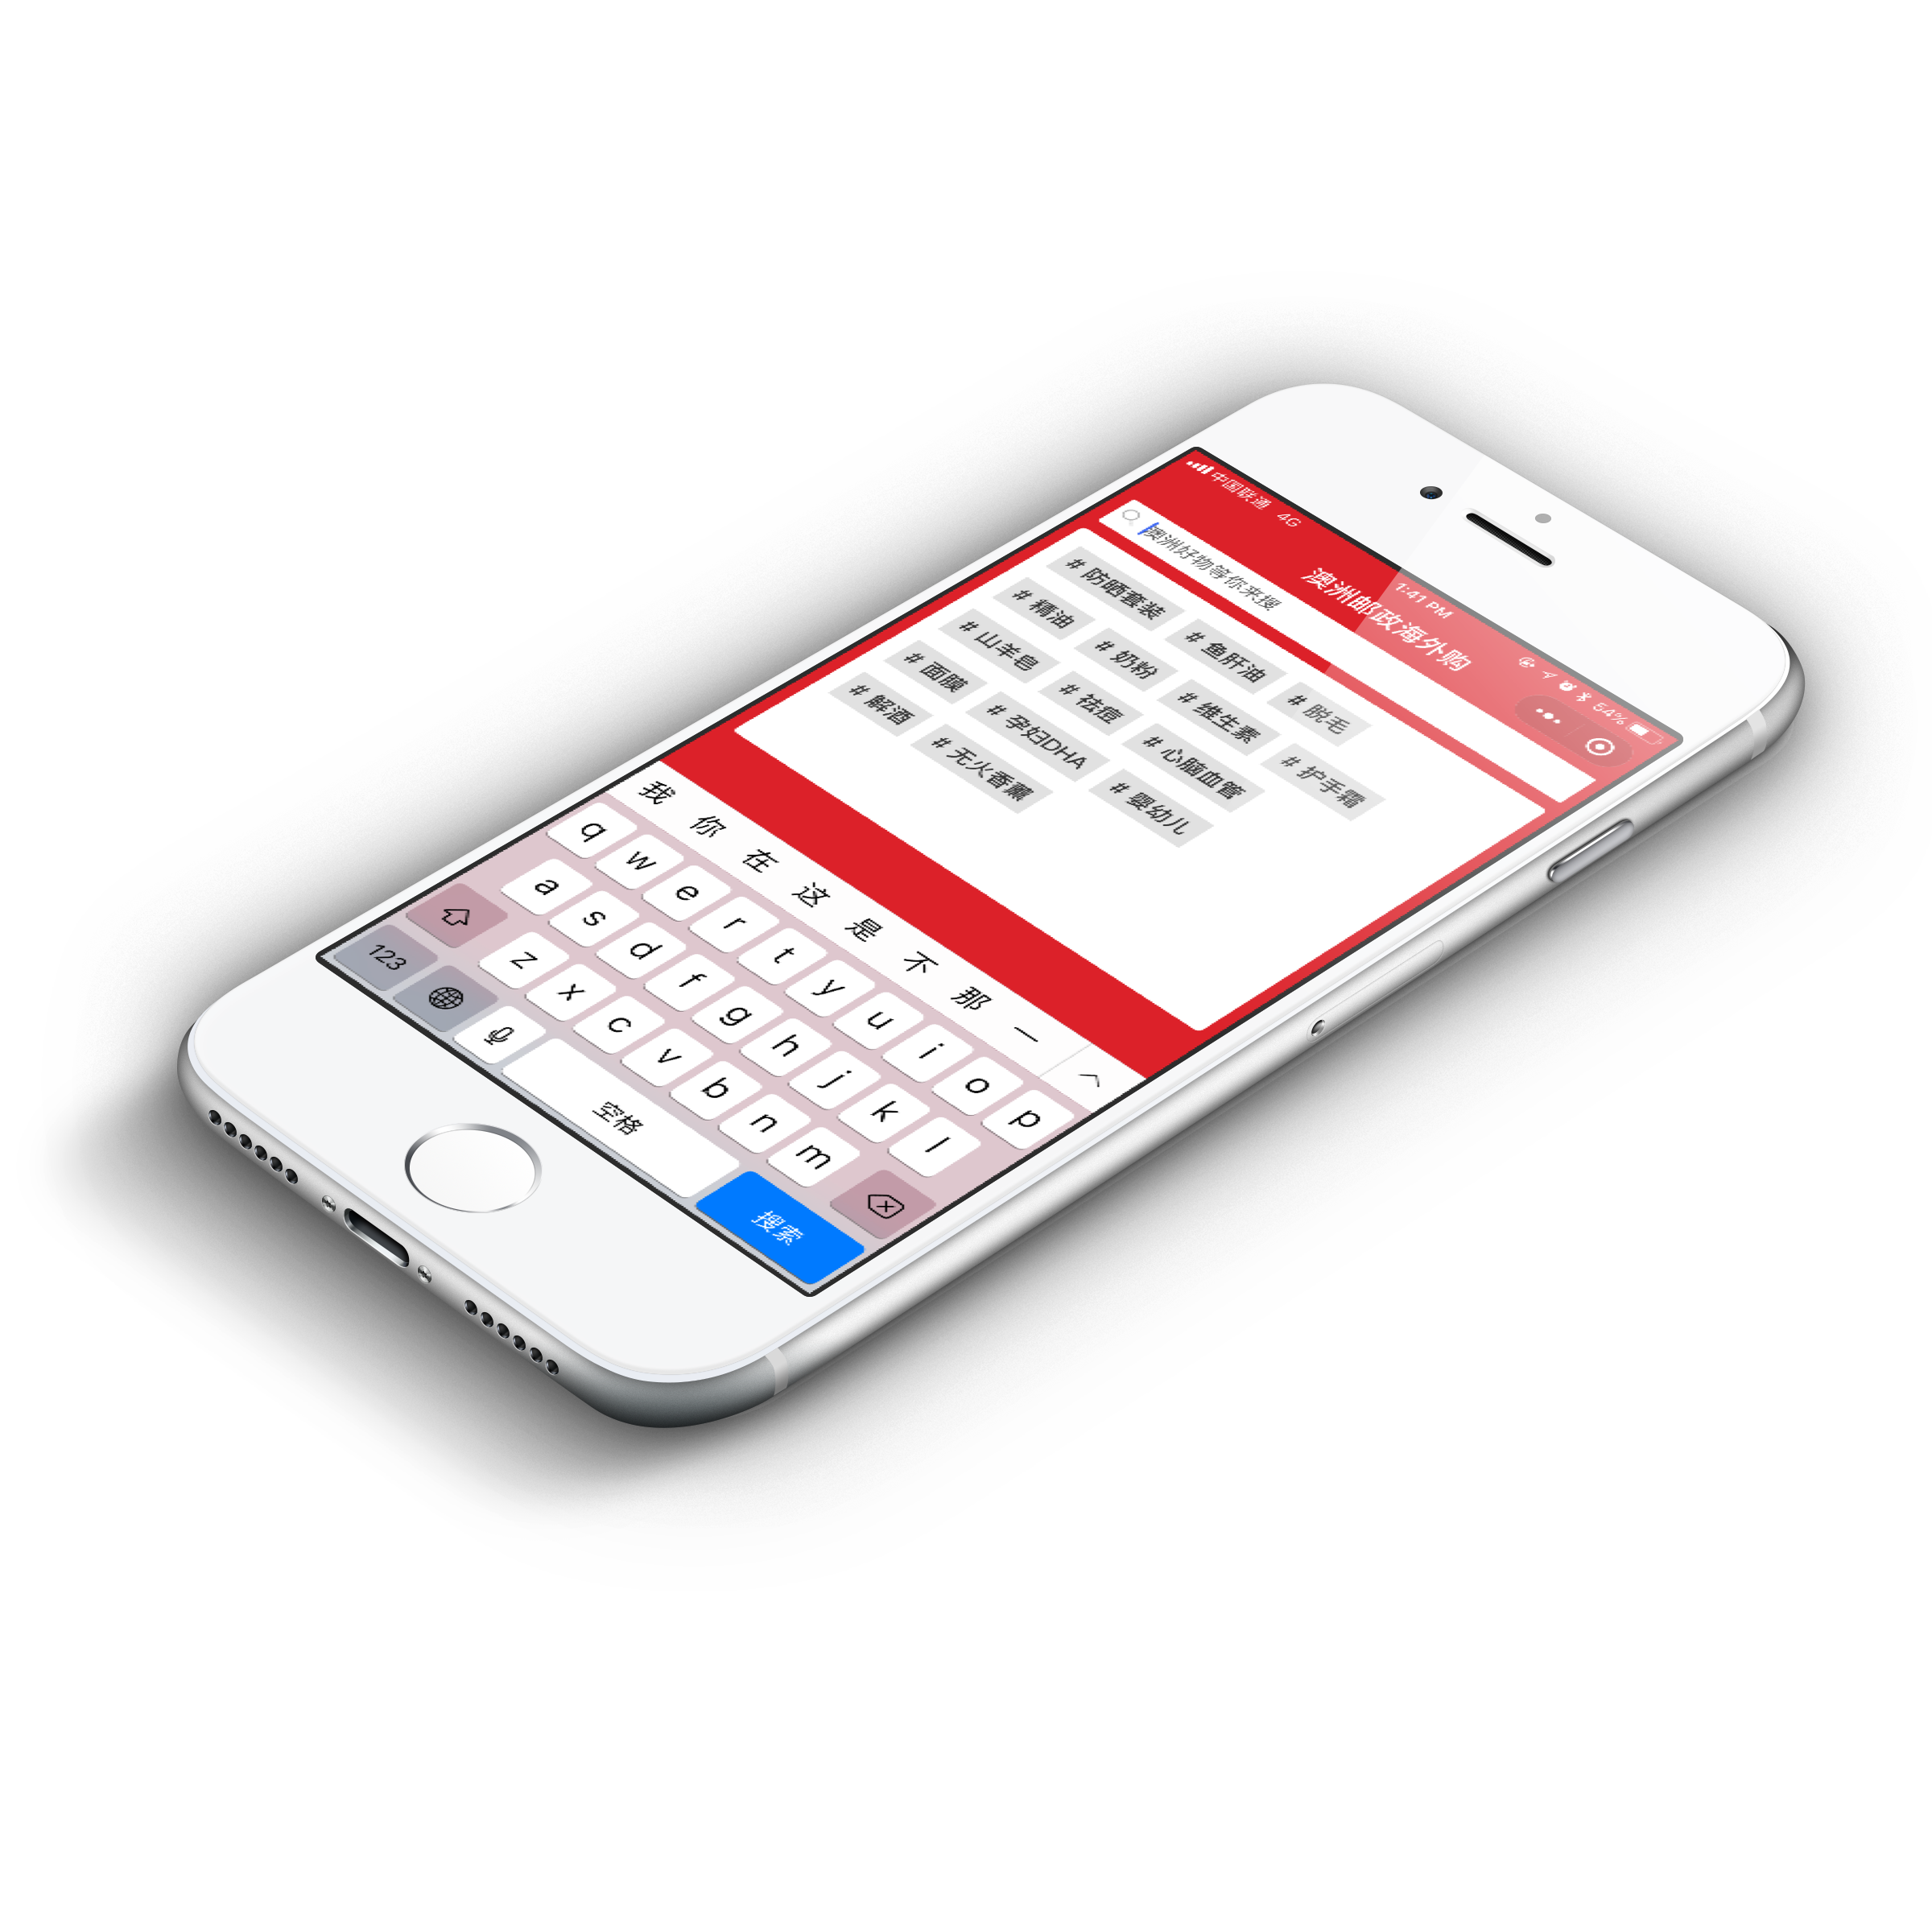 中国联通 4G 1:41 PM 54%
澳洲邮政海外购
澳洲好物等你来搜
# 防晒套装 # 鱼肝油 # 脱毛
# 精油 # 奶粉 # 维生素 # 护手霜
# 山羊皂 # 祛痘 # 心脑血管
# 面膜 # 孕妇DHA # 婴幼儿
# 解酒 # 无火香薰
我 你 在 这 是 不 那 一
q w e r t y u i o p
a s d f g h j k l
z x c v b n m
123 空格 搜索